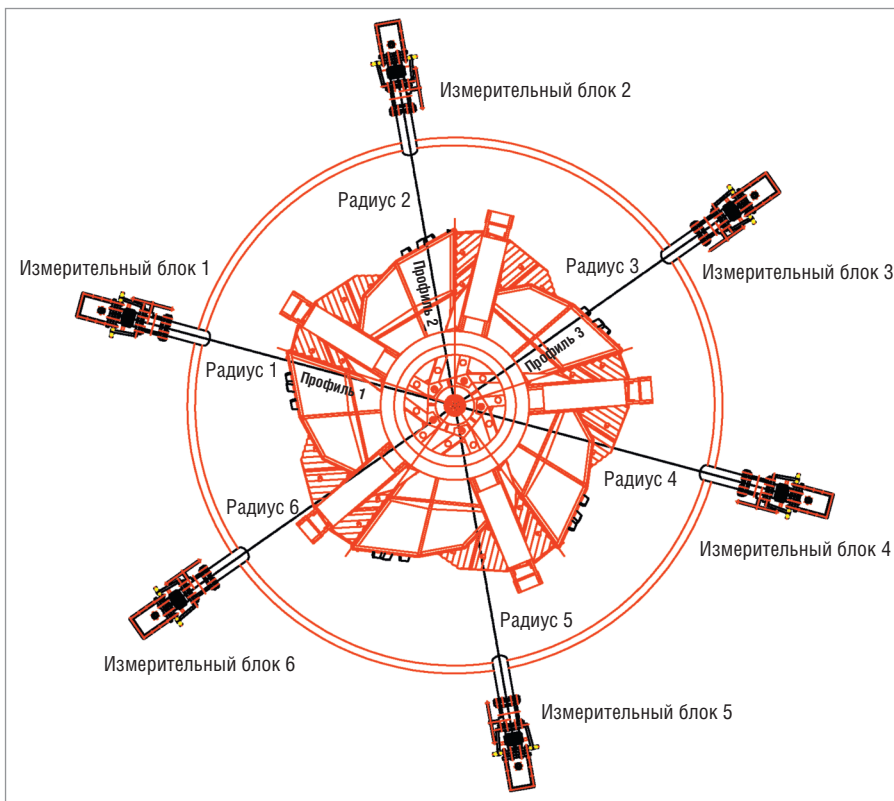 Измерительный блок 2
Радиус 2
Измерительный блок 1
Радиус 3
Измерительный блок 3
Профиль 2
Радиус 1
Профиль 1
Профиль 3
Радиус 6
Радиус 4
Измерительный блок 4
Радиус 5
Измерительный блок 6
Измерительный блок 5